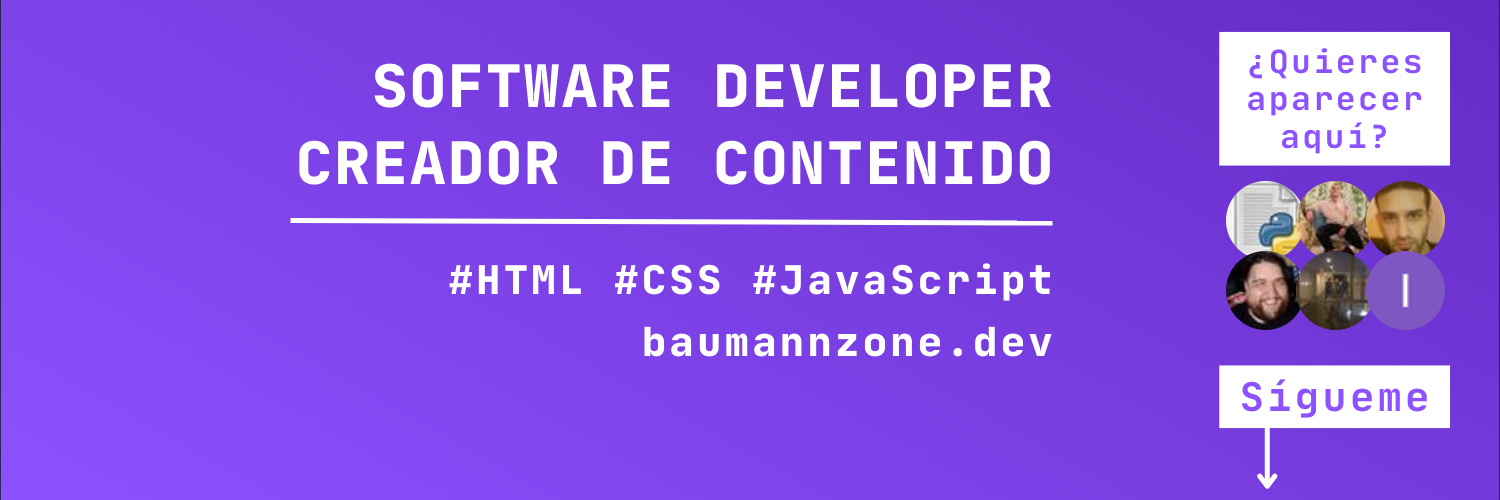 SOFTWARE DEVELOPER
CREADOR DE CONTENIDO
#HTML #CSS #JavaScript
baumannzone.dev
¿Quieres
aparecer
aquí?
Sígueme